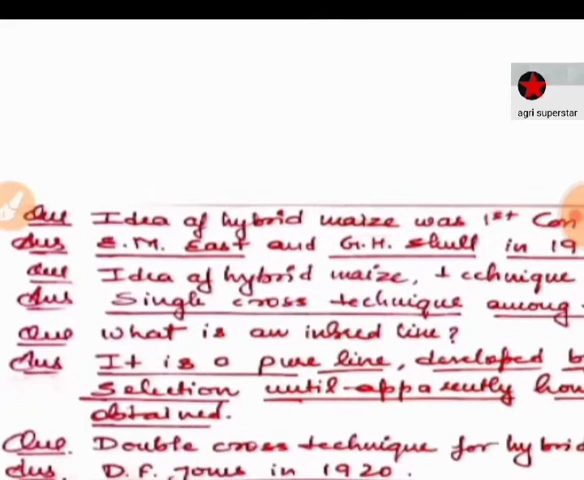 agri superstar
Que Idea of hybrid maize was 1st Con
Ans E.M. East and G.H. Shull in 19
Que Idea of hybrid maize, technique
Ans Single cross technique among
Que What is an inbred line?
Ans It is a pure line, developed b
Selection until apparently hom
obtained.
Que. Double cross technique for hybrid
Ans. D.F. Jones in 1920.